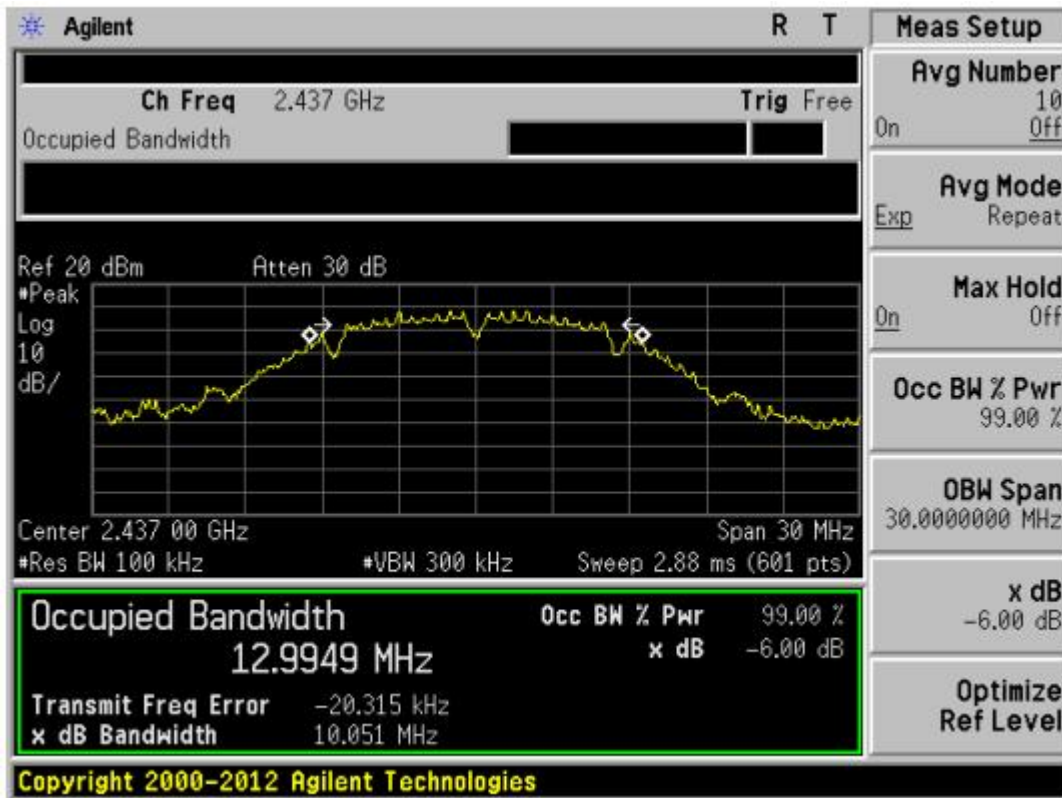 Agilent R T
Ch Freq 2.437 GHz Trig Free
Occupied Bandwidth
Ref 20 dBm Atten 30 dB
#Peak
Log
10
dB/
Center 2.437 00 GHz Span 30 MHz
#Res BW 100 kHz #VBW 300 kHz Sweep 2.88 ms (601 pts)
Occupied Bandwidth Occ BW % Pwr 99.00 %
12.9949 MHz x dB -6.00 dB
Transmit Freq Error -20.315 kHz
x dB Bandwidth 10.051 MHz
Copyright 2000-2012 Agilent Technologies
Meas Setup
Avg Number
10
On Off
Avg Mode
Exp Repeat
Max Hold
On Off
Occ BW % Pwr
99.00 %
OBW Span
30.0000000 MHz
x dB
-6.00 dB
Optimize
Ref Level